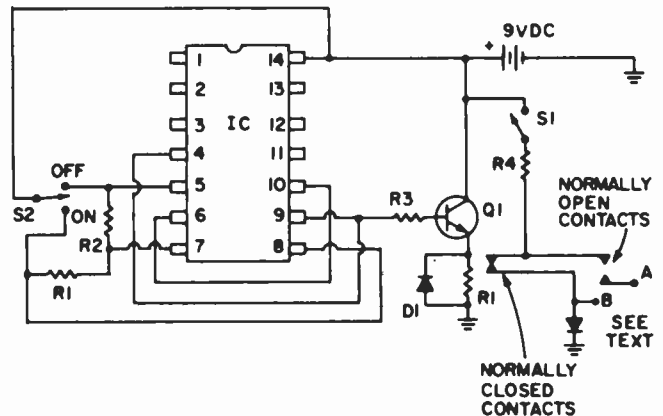 9VDC
+
1
14
2
13
3
IC
12
4
11
S1
OFF
5
10
R4
NORMALLY
OPEN
CONTACTS
S2
ON
6
9
R3
Q1
R2
7
8
R1
D1
R1
A
B
SEE
TEXT
NORMALLY
CLOSED
CONTACTS